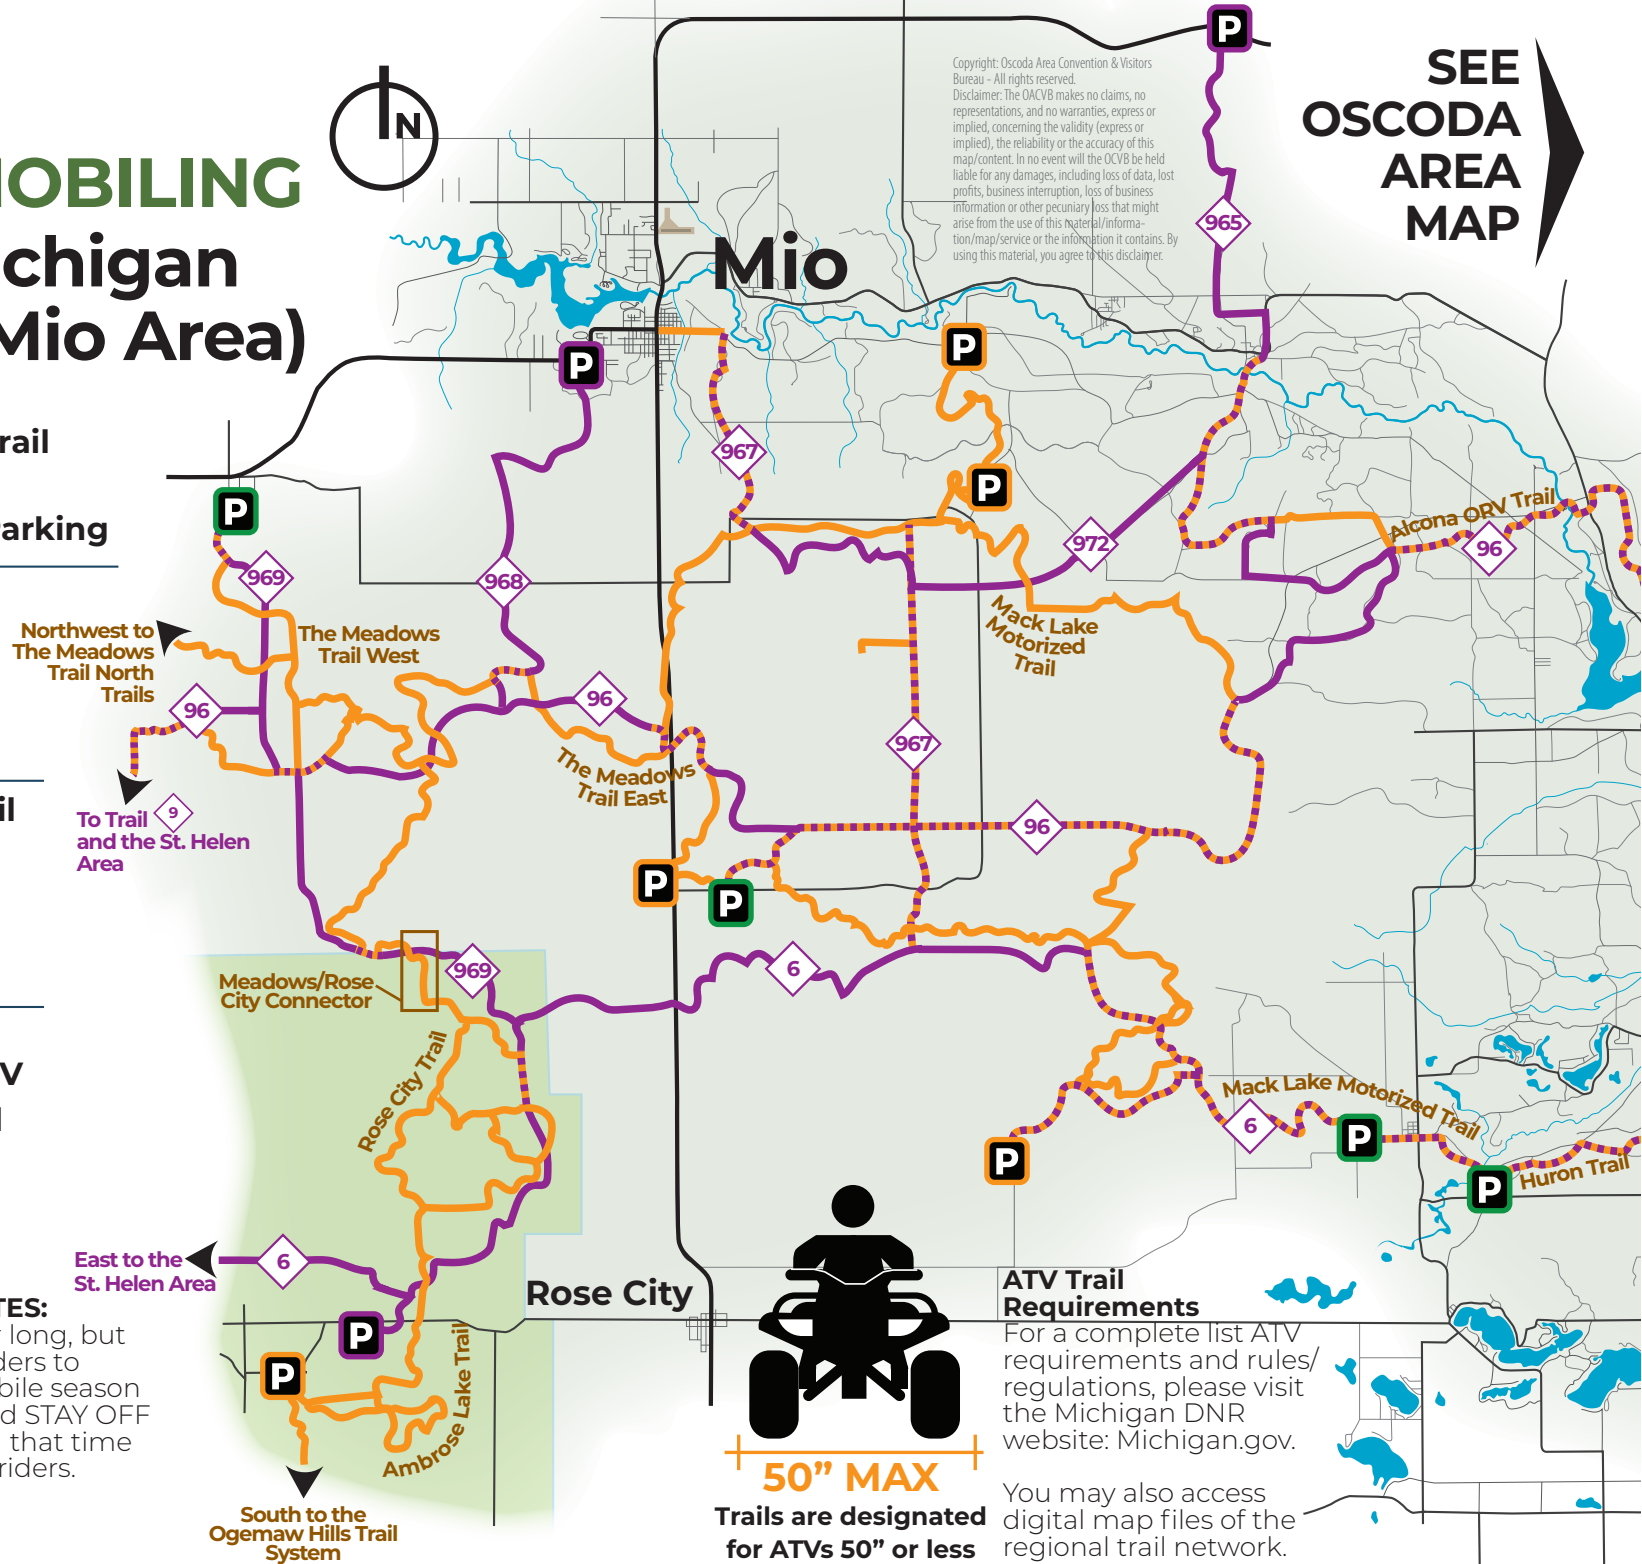 N
MOBILING
ichigan
Mio Area)
rail
Parking
il
V
TES:
r long, but
ders to
bile season
d STAY OFF
that time
riders.
Copyright: Oscoda Area Convention & Visitors
Bureau - All rights reserved.
Disclaimer: The OACVB makes no claims, no
representations, and no warranties, express or
implied, concerning the validity (express or
implied), the reliability or the accuracy of this
map/content. In no event will the OCVB be held
liable for any damages, including loss of data, lost
profits, business interruption, loss of business
information or other pecuniary loss that might
arise from the use of this material/informa-
tion/map/service or the information it contains. By
using this material, you agree to this disclaimer.
P
SEE
OSCODA
AREA
MAP
965
Mio
P
P
967
P
P
969
968
972
Alcona ORV Trail
96
Northwest to
The Meadows
Trail North
Trails
The Meadows
Trail West
Mack Lake
Motorized
Trail
96
96
967
The Meadows
Trail East
To Trail 9
and the St. Helen
Area
96
P
P
969
6
Meadows/Rose
City Connector
Rose City Trail
Mack Lake Motorized Trail
6
P
P
P
Huron Trail
East to the
St. Helen Area
6
Rose City
P
P
Ambrose Lake Trail
South to the
Ogemaw Hills Trail
System
50” MAX
Trails are designated
for ATVs 50” or less
ATV Trail
Requirements
For a complete list ATV
requirements and rules/
regulations, please visit
the Michigan DNR
website: Michigan.gov.
You may also access
digital map files of the
regional trail network.